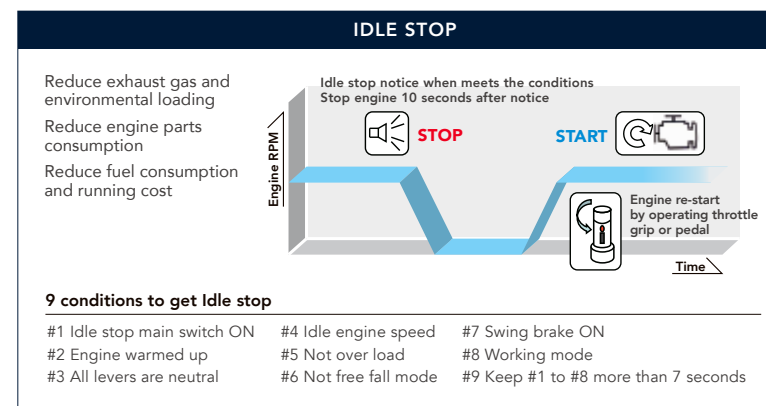 IDLE STOP
Reduce exhaust gas and
environmental loading
Reduce engine parts
consumption
Reduce fuel consumption
and running cost
Idle stop notice when meets the conditions
Stop engine 10 seconds after notice
STOP
START
Engine RPM
Engine re-start
by operating throttle
grip or pedal
Time
9 conditions to get Idle stop
#1 Idle stop main switch ON
#2 Engine warmed up
#3 All levers are neutral
#4 Idle engine speed
#5 Not over load
#6 Not free fall mode
#7 Swing brake ON
#8 Working mode
#9 Keep #1 to #8 more than 7 seconds